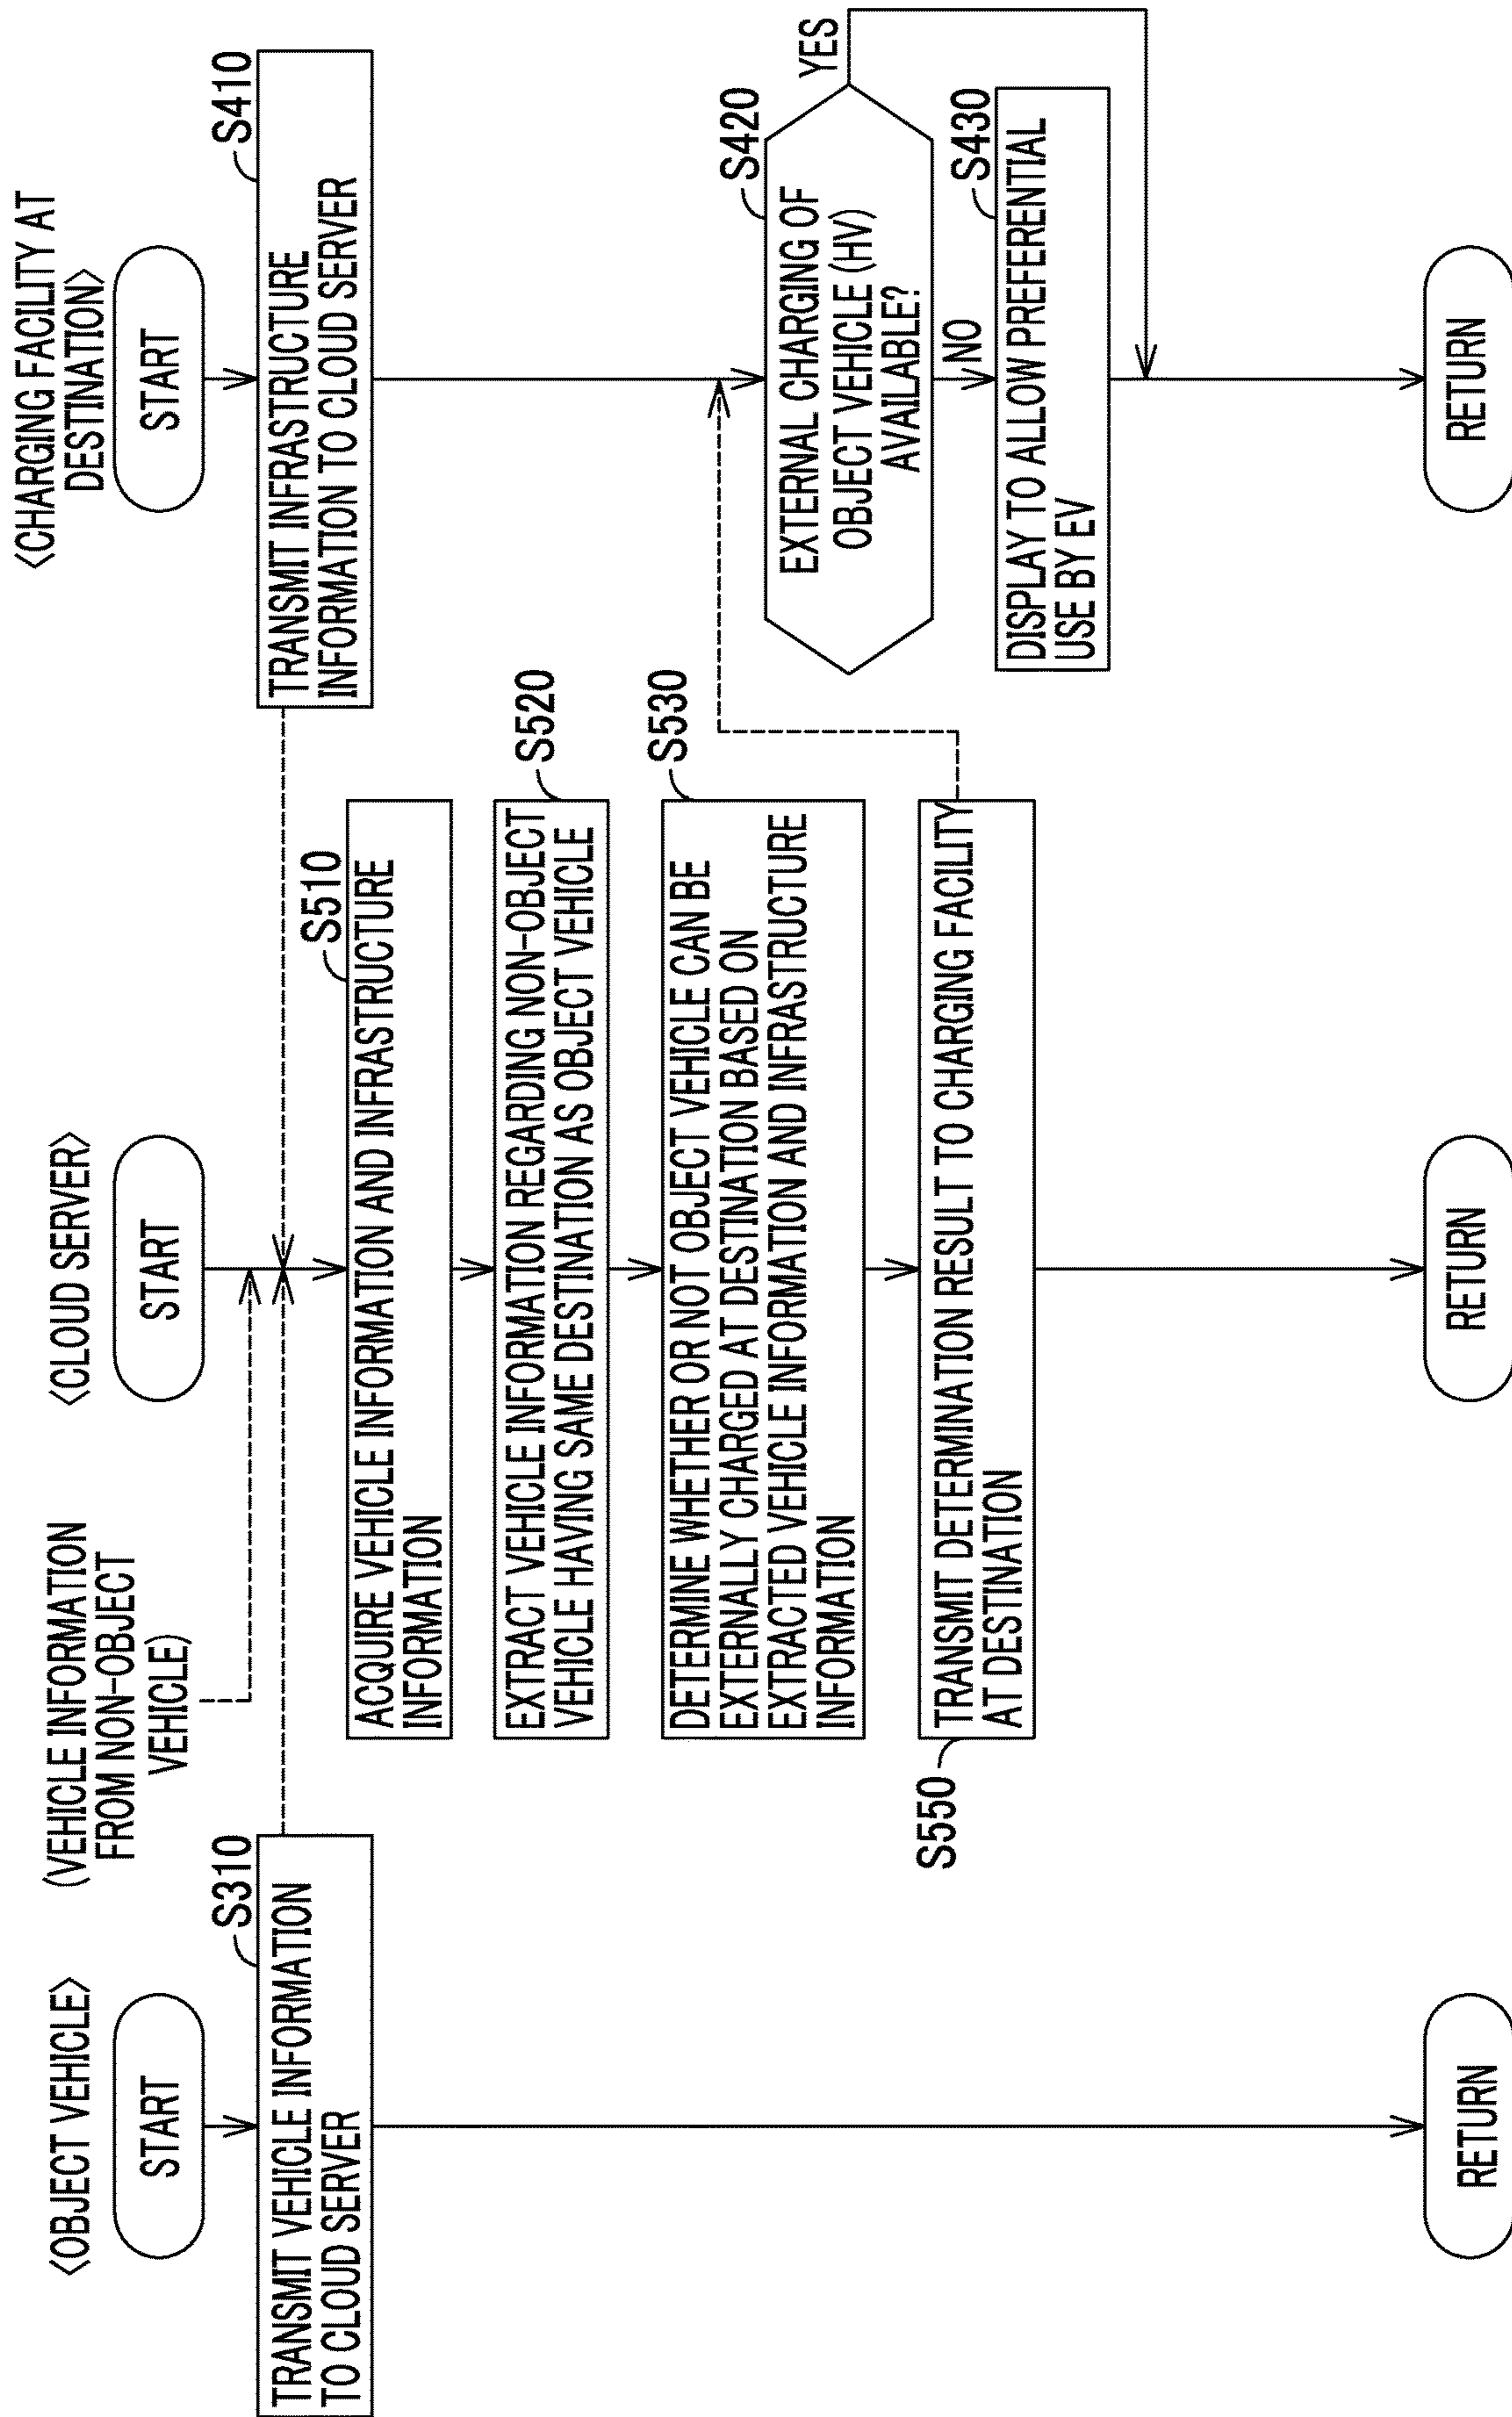 <OBJECT VEHICLE>
START
S310
TRANSMIT VEHICLE INFORMATION
TO CLOUD SERVER
RETURN
(VEHICLE INFORMATION
FROM NON-OBJECT
VEHICLE)
<CLOUD SERVER>
START
S510
ACQUIRE VEHICLE INFORMATION AND INFRASTRUCTURE
INFORMATION
S520
EXTRACT VEHICLE INFORMATION REGARDING NON-OBJECT
VEHICLE HAVING SAME DESTINATION AS OBJECT VEHICLE
S530
DETERMINE WHETHER OR NOT OBJECT VEHICLE CAN BE
EXTERNALLY CHARGED AT DESTINATION BASED ON
EXTRACTED VEHICLE INFORMATION AND INFRASTRUCTURE
INFORMATION
S550
TRANSMIT DETERMINATION RESULT TO CHARGING FACILITY
AT DESTINATION
RETURN
<CHARGING FACILITY AT
DESTINATION>
START
S410
TRANSMIT INFRASTRUCTURE
INFORMATION TO CLOUD SERVER
S420
EXTERNAL CHARGING OF
OBJECT VEHICLE (HV)
AVAILABLE?
YES
NO
S430
DISPLAY TO ALLOW PREFERENTIAL
USE BY EV
RETURN